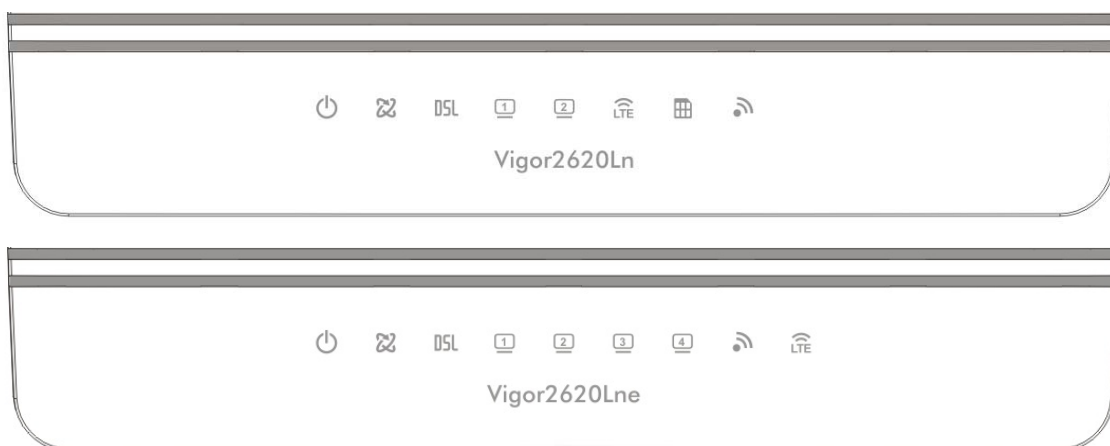 DSL 1 2 LTE
Vigor2620Ln
DSL 1 2 3 4 LTE
Vigor2620Lne